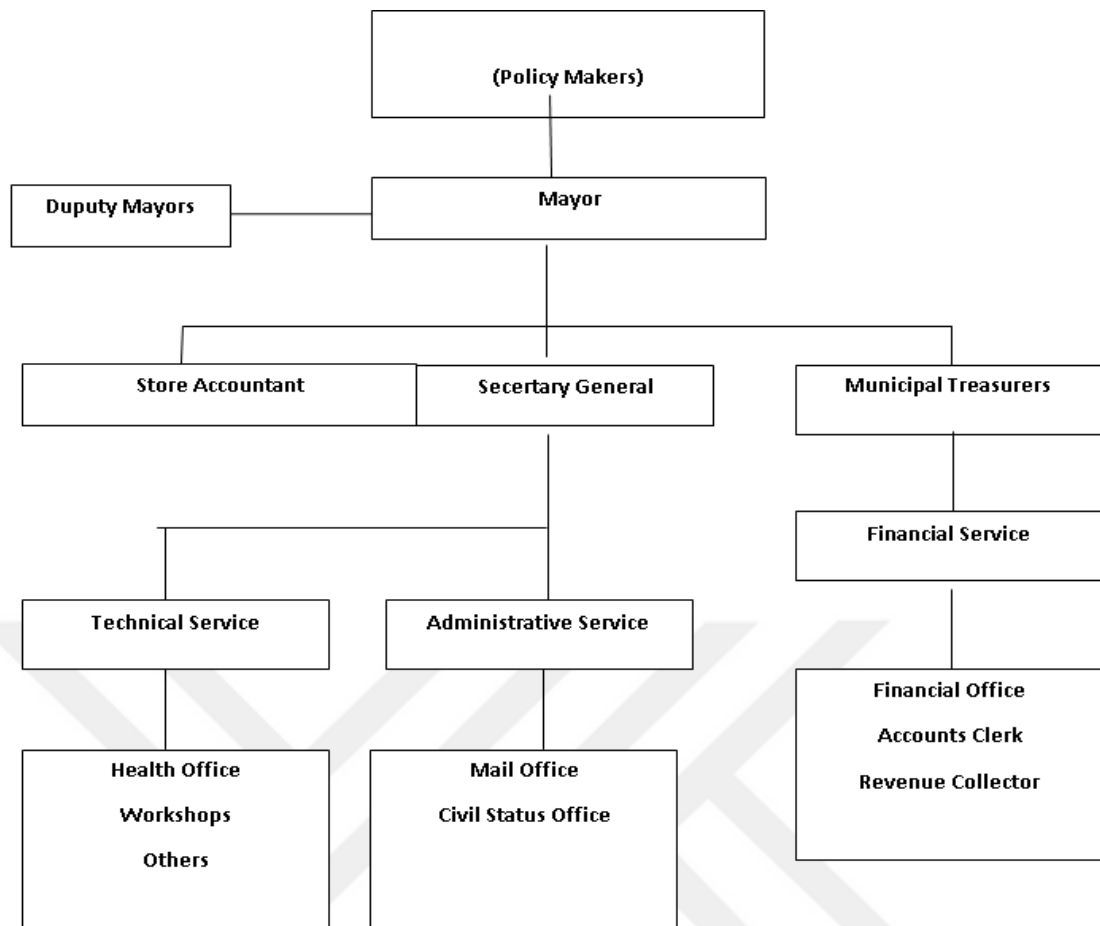 (Policy Makers)
Duputy Mayors
Mayor
Store Accountant
Secertary General
Municipal Treasurers
Financial Service
Technical Service
Administrative Service
Financial Office
Accounts Clerk
Revenue Collector
Health Office
Workshops
Others
Mail Office
Civil Status Office